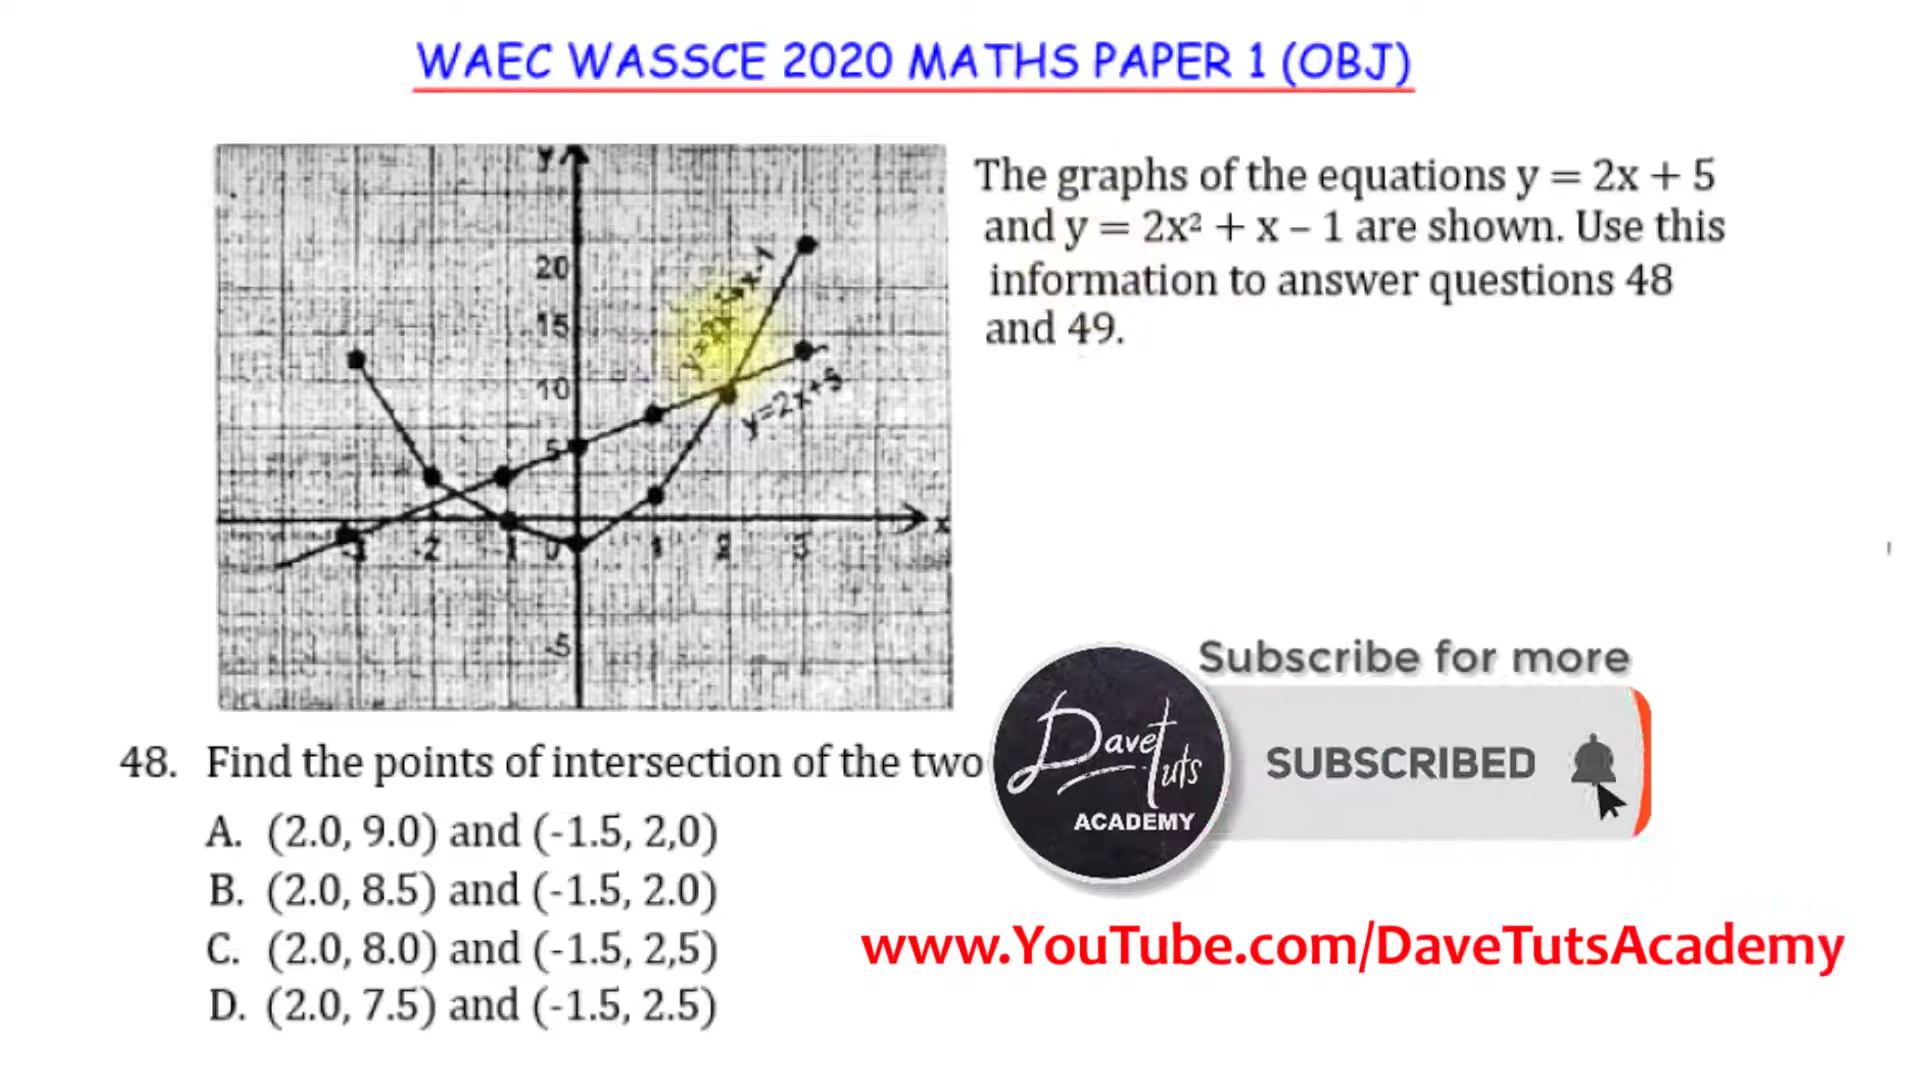 WAEC WASSCE 2020 MATHS PAPER 1 (OBJ)
The graphs of the equations y = 2x + 5
and y = 2x² + x – 1 are shown. Use this
information to answer questions 48
and 49.
y
20
15
10
5
y=2x+5
x
-2
-1
0
1
2
3
-5
48. Find the points of intersection of the two
A. (2.0, 9.0) and (-1.5, 2,0)
B. (2.0, 8.5) and (-1.5, 2.0)
C. (2.0, 8.0) and (-1.5, 2,5)
D. (2.0, 7.5) and (-1.5, 2.5)
Subscribe for more
Dave Tuts
ACADEMY
SUBSCRIBED
www.YouTube.com/DaveTutsAcademy